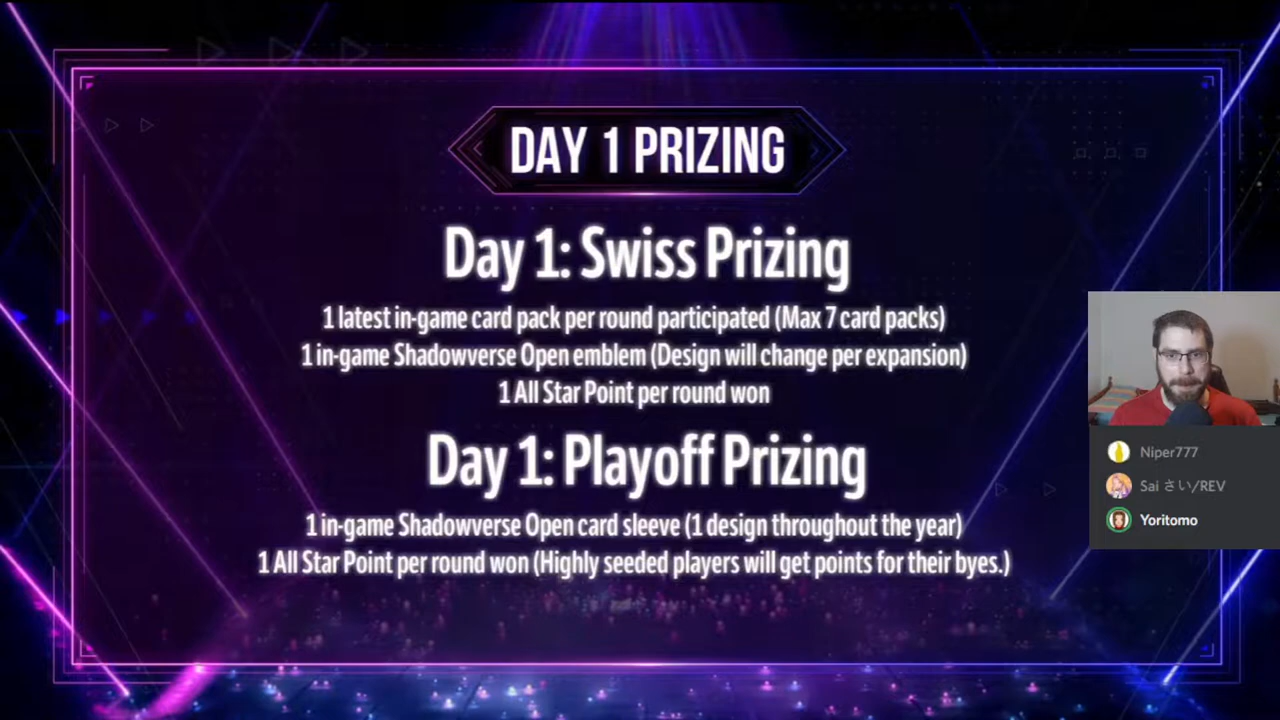 DAY 1 PRIZING
Day 1: Swiss Prizing
1 latest in-game card pack per round participated (Max 7 card packs)
1 in-game Shadowverse Open emblem (Design will change per expansion)
1 All Star Point per round won
Day 1: Playoff Prizing
1 in-game Shadowverse Open card sleeve (1 design throughout the year)
1 All Star Point per round won (Highly seeded players will get points for their byes.)
Niper777
Sai さい/REV
Yoritomo